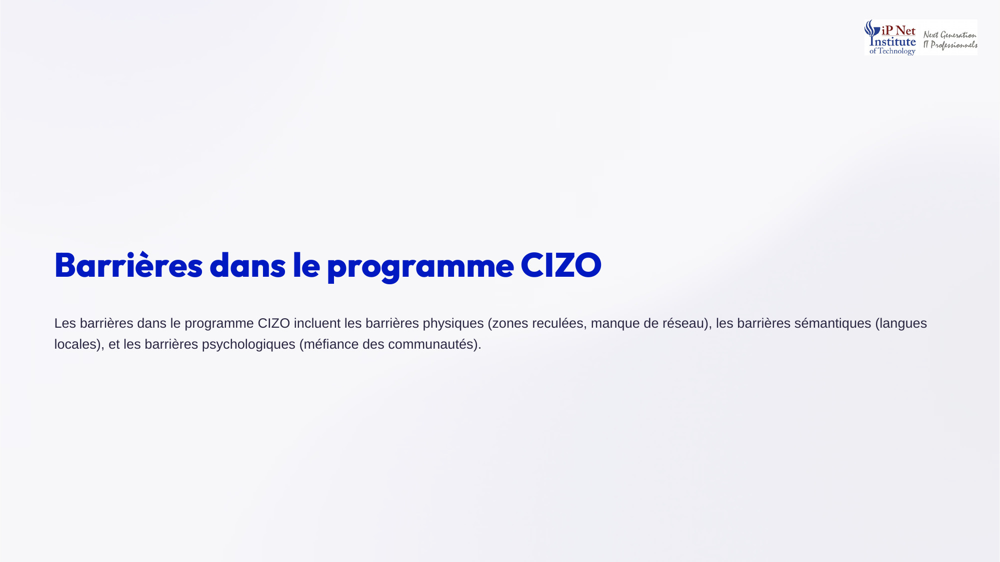 iP Net
Institute
of Technology
Next Generation
IT Professionnels
Barrières dans le programme CIZO
Les barrières dans le programme CIZO incluent les barrières physiques (zones reculées, manque de réseau), les barrières sémantiques (langues
locales), et les barrières psychologiques (méfiance des communautés).